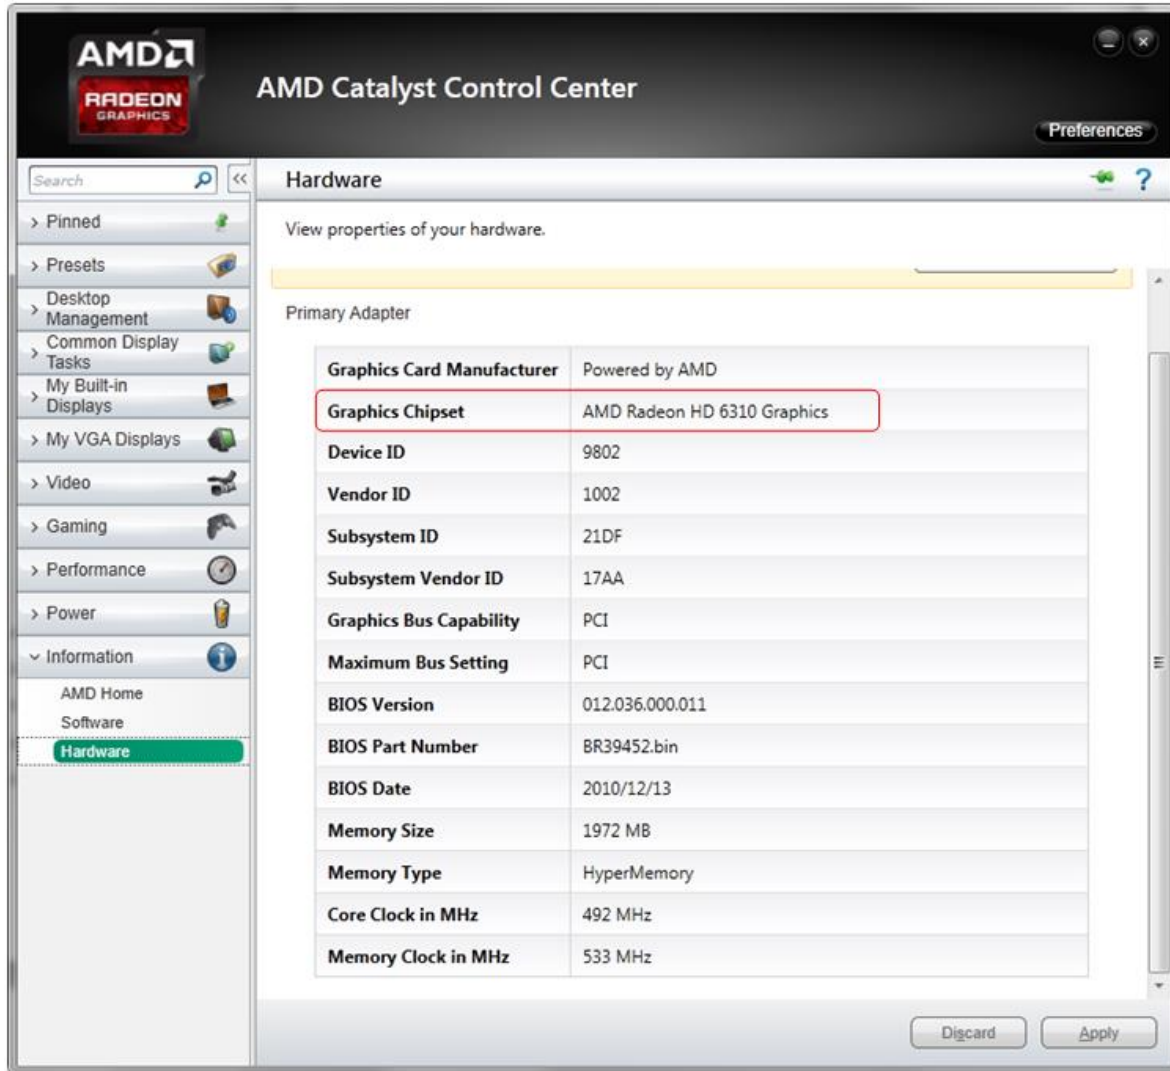 AMD
RADEON
GRAPHICS
AMD Catalyst Control Center
Preferences
Search
<<
Hardware
?
> Pinned
View properties of your hardware.
> Presets
> Desktop
Management
Primary Adapter
> Common Display
Tasks
> My Built-in
Displays
> My VGA Displays
> Video
> Gaming
> Performance
> Power
Information
AMD Home
Software
Hardware
Graphics Card Manufacturer Powered by AMD
Graphics Chipset AMD Radeon HD 6310 Graphics
Device ID 9802
Vendor ID 1002
Subsystem ID 21DF
Subsystem Vendor ID 17AA
Graphics Bus Capability PCI
Maximum Bus Setting PCI
BIOS Version 012.036.000.011
BIOS Part Number BR39452.bin
BIOS Date 2010/12/13
Memory Size 1972 MB
Memory Type HyperMemory
Core Clock in MHz 492 MHz
Memory Clock in MHz 533 MHz
Discard Apply